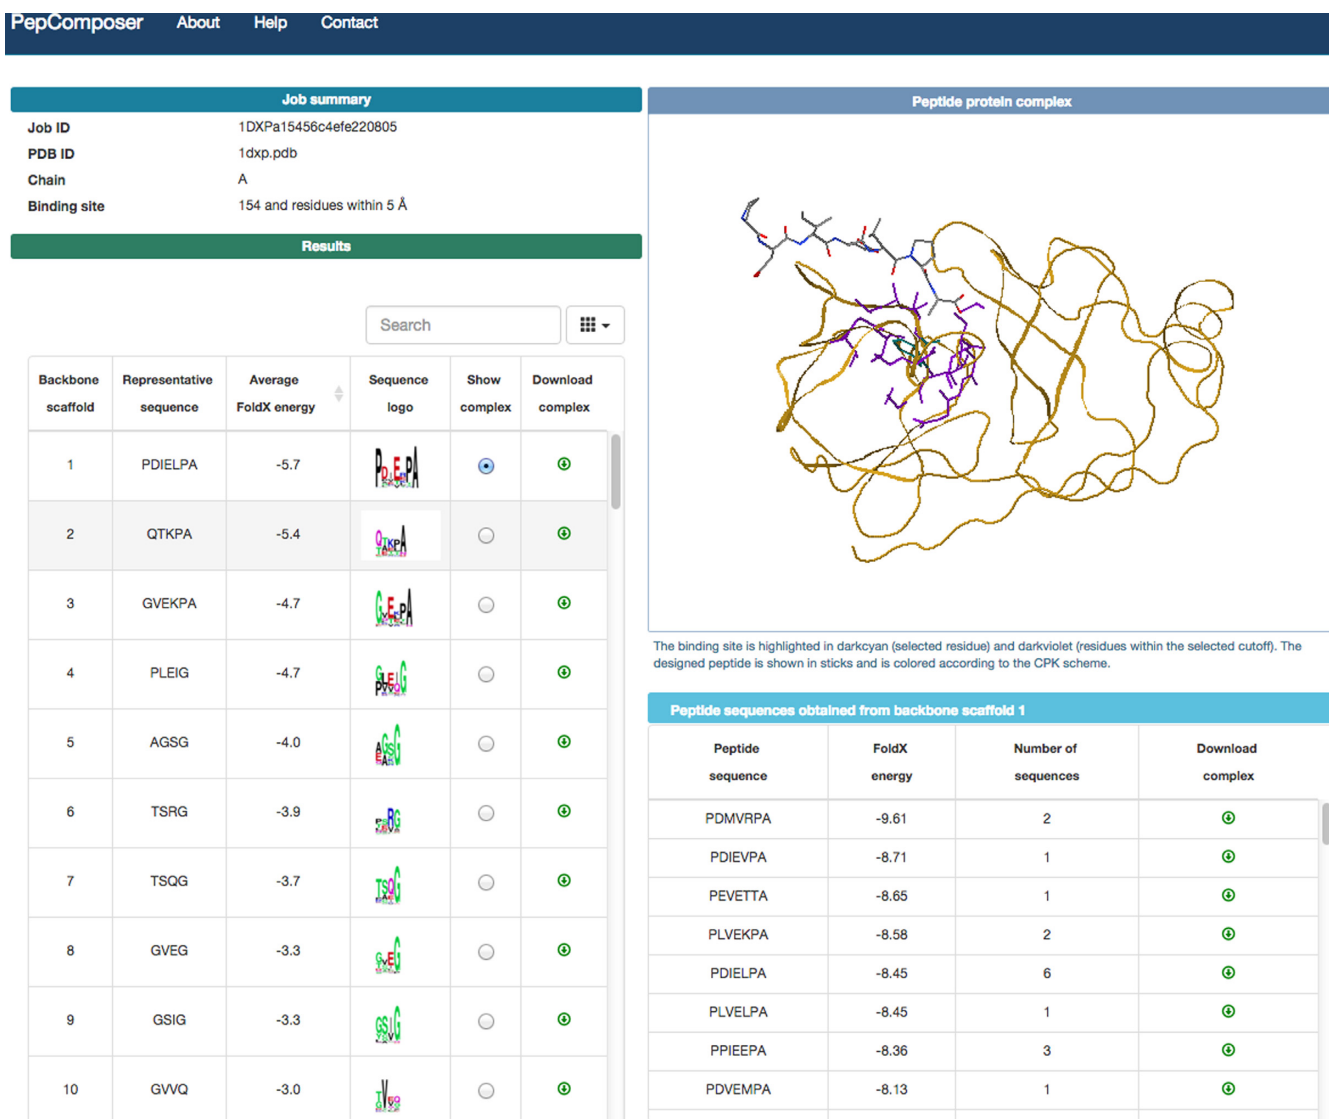 PepComposer About Help Contact
Job summary
Job ID 1DXPa15456c4efe220805
PDB ID 1dxp.pdb
Chain A
Binding site 154 and residues within 5 Å
Results
Search
Backbone scaffold Representative sequence Average FoldX energy Sequence logo Show complex Download complex
1 PDIELPA -5.7
2 QTKPA -5.4
3 GVEKPA -4.7
4 PLEIG -4.7
5 AGSG -4.0
6 TSRG -3.9
7 TSQG -3.7
8 GVEG -3.3
9 GSIG -3.3
10 GVVQ -3.0
Peptide protein complex
The binding site is highlighted in darkcyan (selected residue) and darkviolet (residues within the selected cutoff). The
designed peptide is shown in sticks and is colored according to the CPK scheme.
Peptide sequences obtained from backbone scaffold 1
Peptide sequence FoldX energy Number of sequences Download complex
PDMVRPA -9.61 2
PDIEVPA -8.71 1
PEVETTA -8.65 1
PLVEKPA -8.58 2
PDIELPA -8.45 6
PLVELPA -8.45 1
PPIEEPA -8.36 3
PDVEMPA -8.13 1